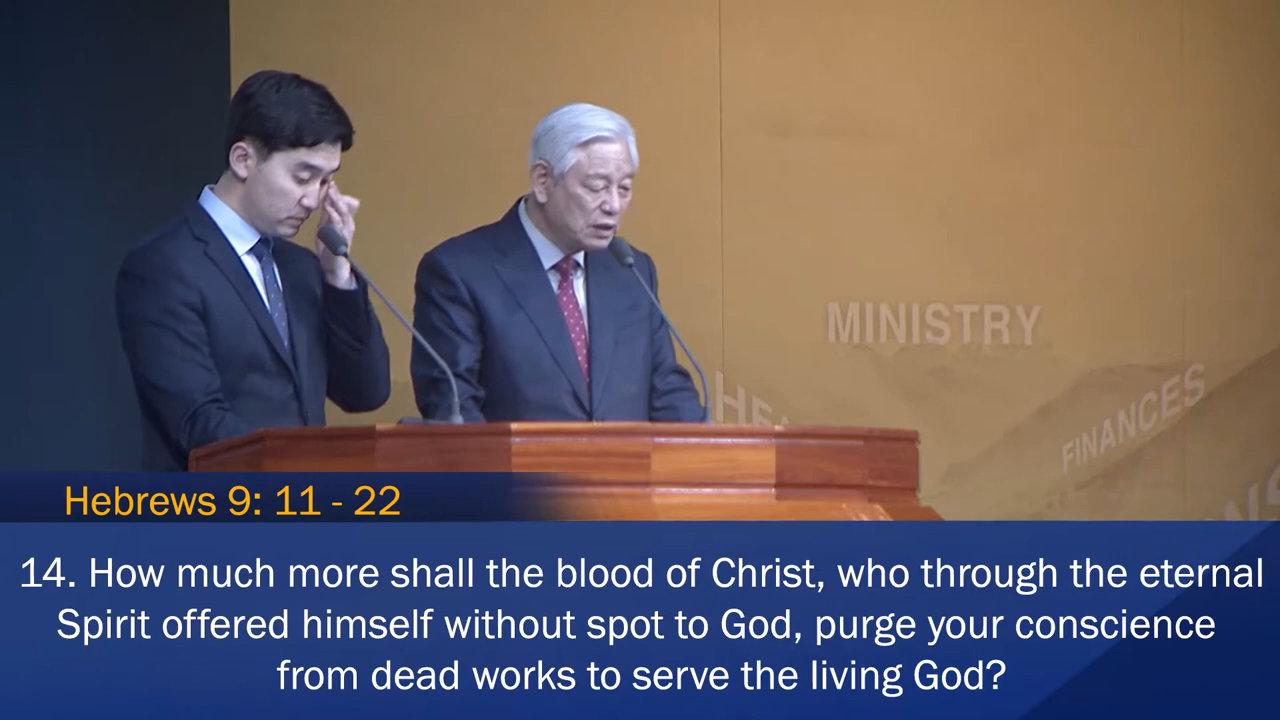 MINISTRY
FINANCES
Hebrews 9: 11 - 22
14. How much more shall the blood of Christ, who through the eternal
Spirit offered himself without spot to God, purge your conscience
from dead works to serve the living God?